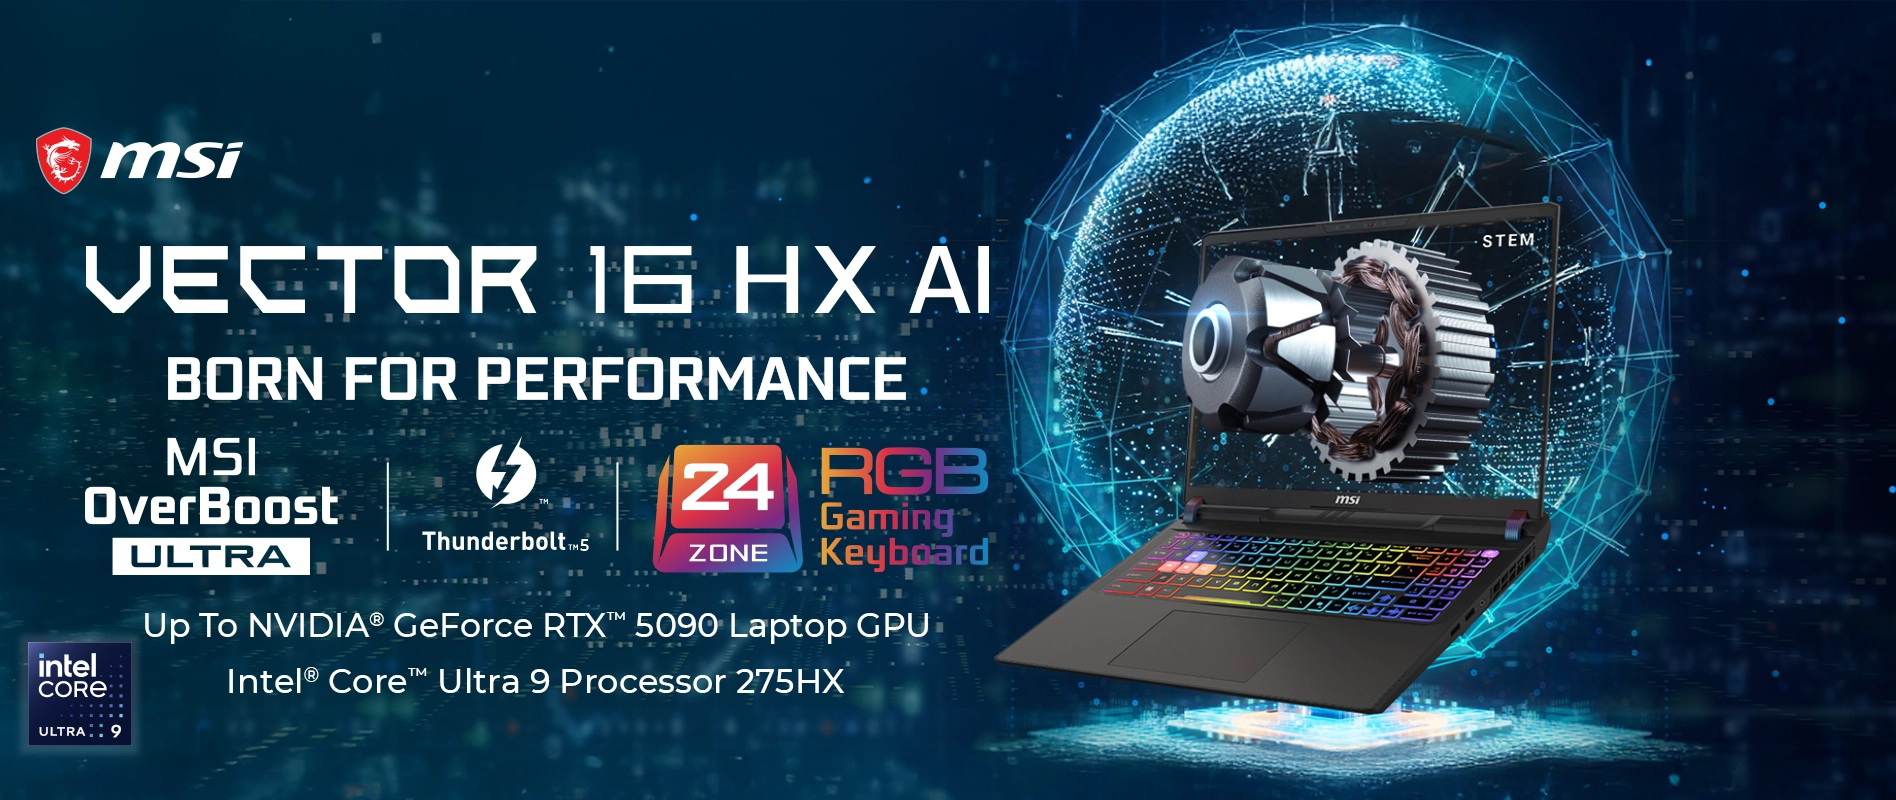 msi
VECTOR 16 HX AI
BORN FOR PERFORMANCE
MSI
OverBoost
ULTRA
Thunderbolt™5
24
ZONE
RGB
Gaming
Keyboard
Up To NVIDIA® GeForce RTX™ 5090 Laptop GPU
Intel® Core™ Ultra 9 Processor 275HX
intel
CORE
ULTRA 9
STEM
msi